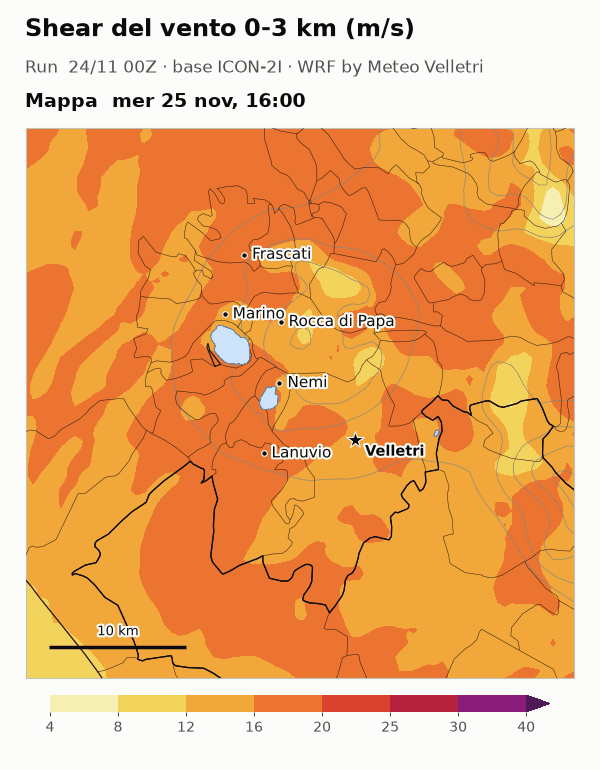 Shear del vento 0-3 km (m/s)
Run  24/11 00Z · base ICON-2I · WRF by Meteo Velletri
Mappa  mer 25 nov, 16:00
Frascati
Marino
Rocca di Papa
Nemi
Velletri
Lanuvio
10 km
4 8 12 16 20 25 30 40